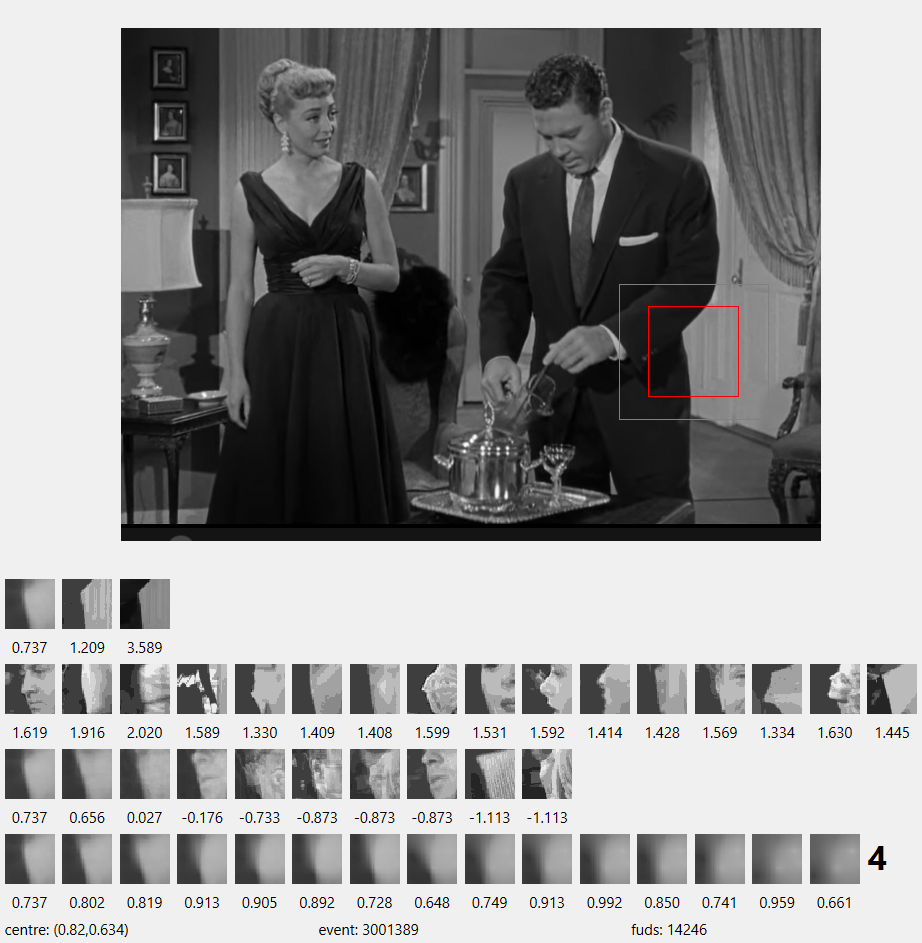 0.737 1.209 3.589
1.619 1.916 2.020 1.589 1.330 1.409 1.408 1.599 1.531 1.592 1.414 1.428 1.569 1.334 1.630 1.445
0.737 0.656 0.027 -0.176 -0.733 -0.873 -0.873 -0.873 -1.113 -1.113
4
0.737 0.802 0.819 0.913 0.905 0.892 0.728 0.648 0.749 0.913 0.992 0.850 0.741 0.959 0.661
centre: (0.82,0.634) event: 3001389 fuds: 14246